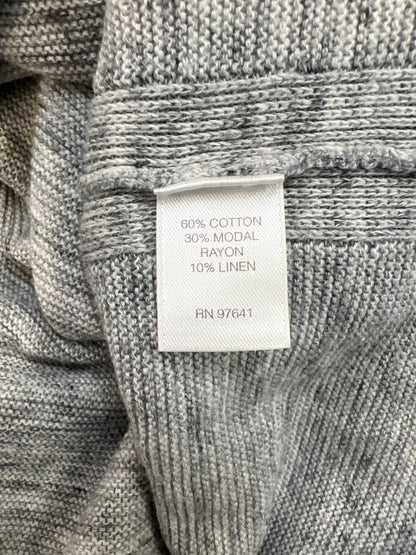 60% COTTON
30% MODAL
RAYON
10% LINEN
RN 97641